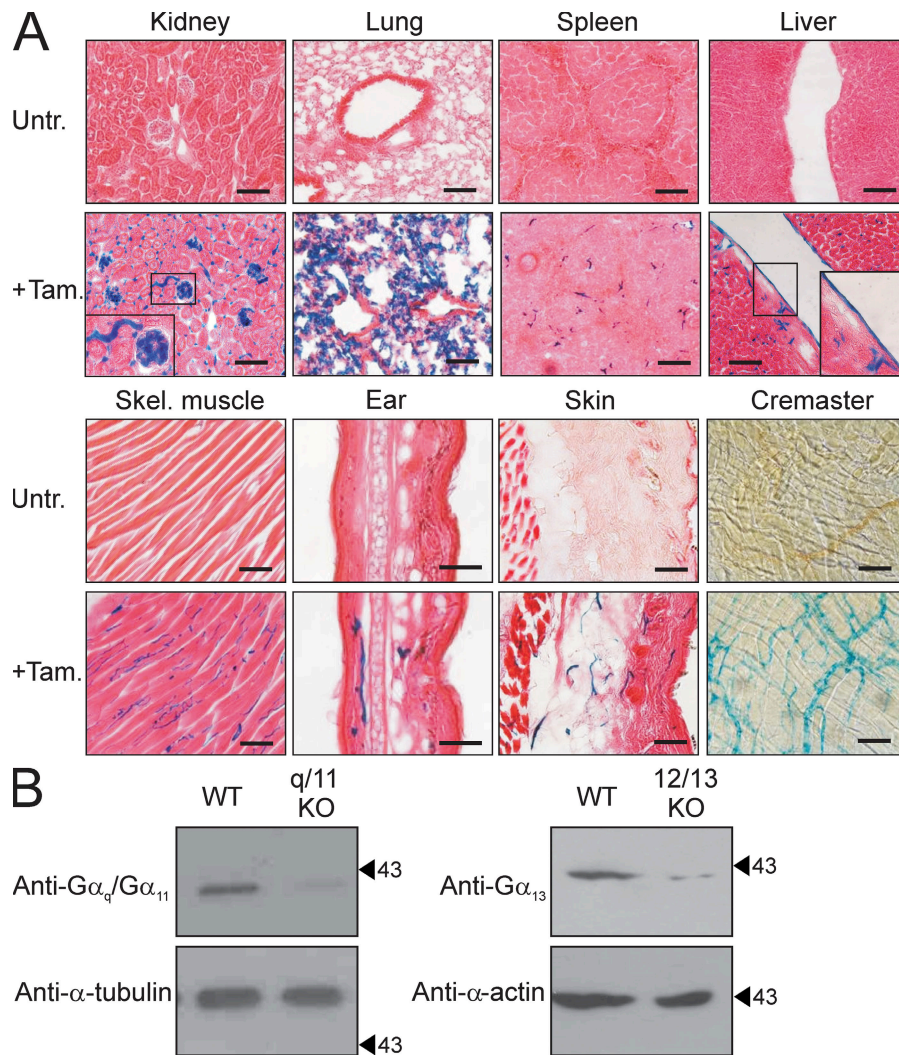 A
Kidney Lung Spleen Liver
Untr.
+Tam.
Skel. muscle Ear Skin Cremaster
Untr.
+Tam.
B
WT q/11 KO WT 12/13 KO
Anti-Gαq/Gα11 43 Anti-Gα13 43
Anti-α-tubulin 43 Anti-α-actin 43